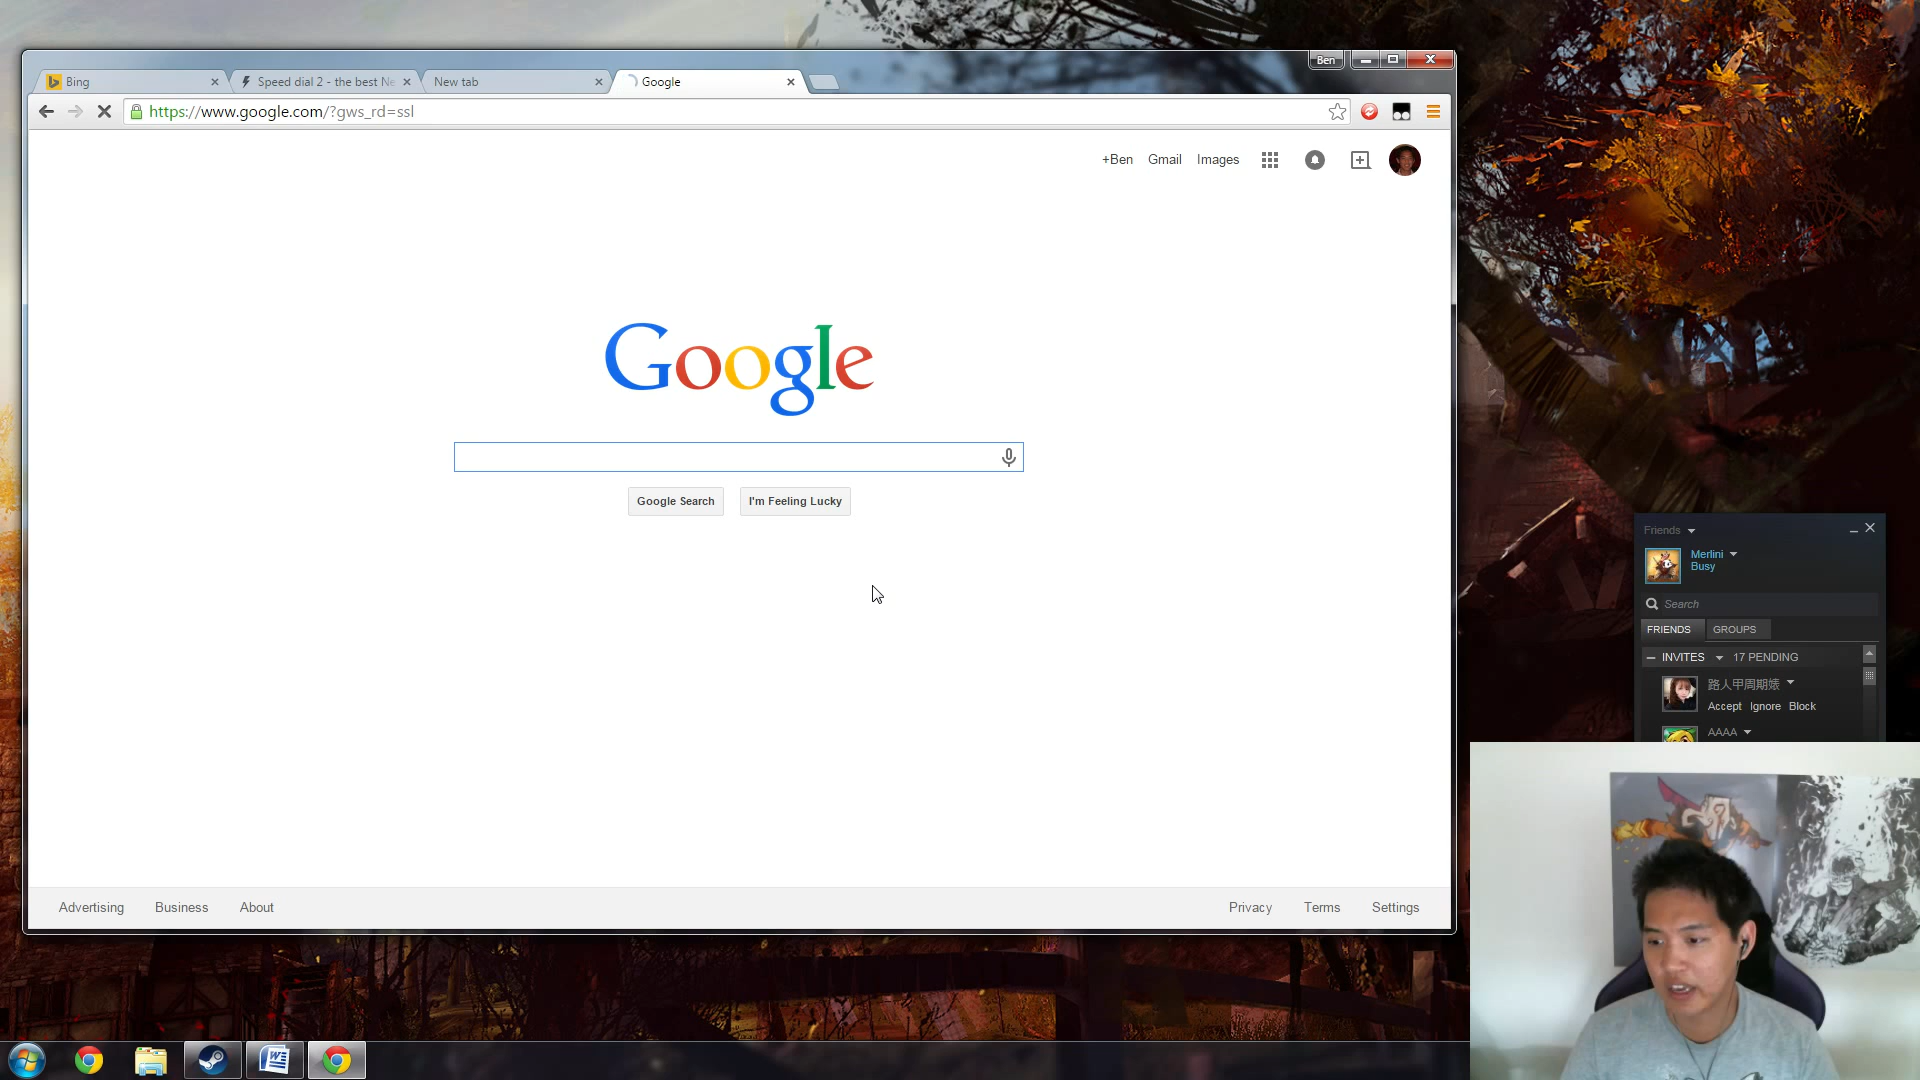 Ben
Bing
Speed dial 2 - the best Ne
New tab
Google
https://www.google.com/?gws_rd=ssl
+Ben Gmail Images
Google
Google Search
I'm Feeling Lucky
Advertising Business About
Privacy Terms Settings
Friends
Merlini
Busy
Search
FRIENDS GROUPS
INVITES 17 PENDING
路人甲周期婊
Accept Ignore Block
AAAA